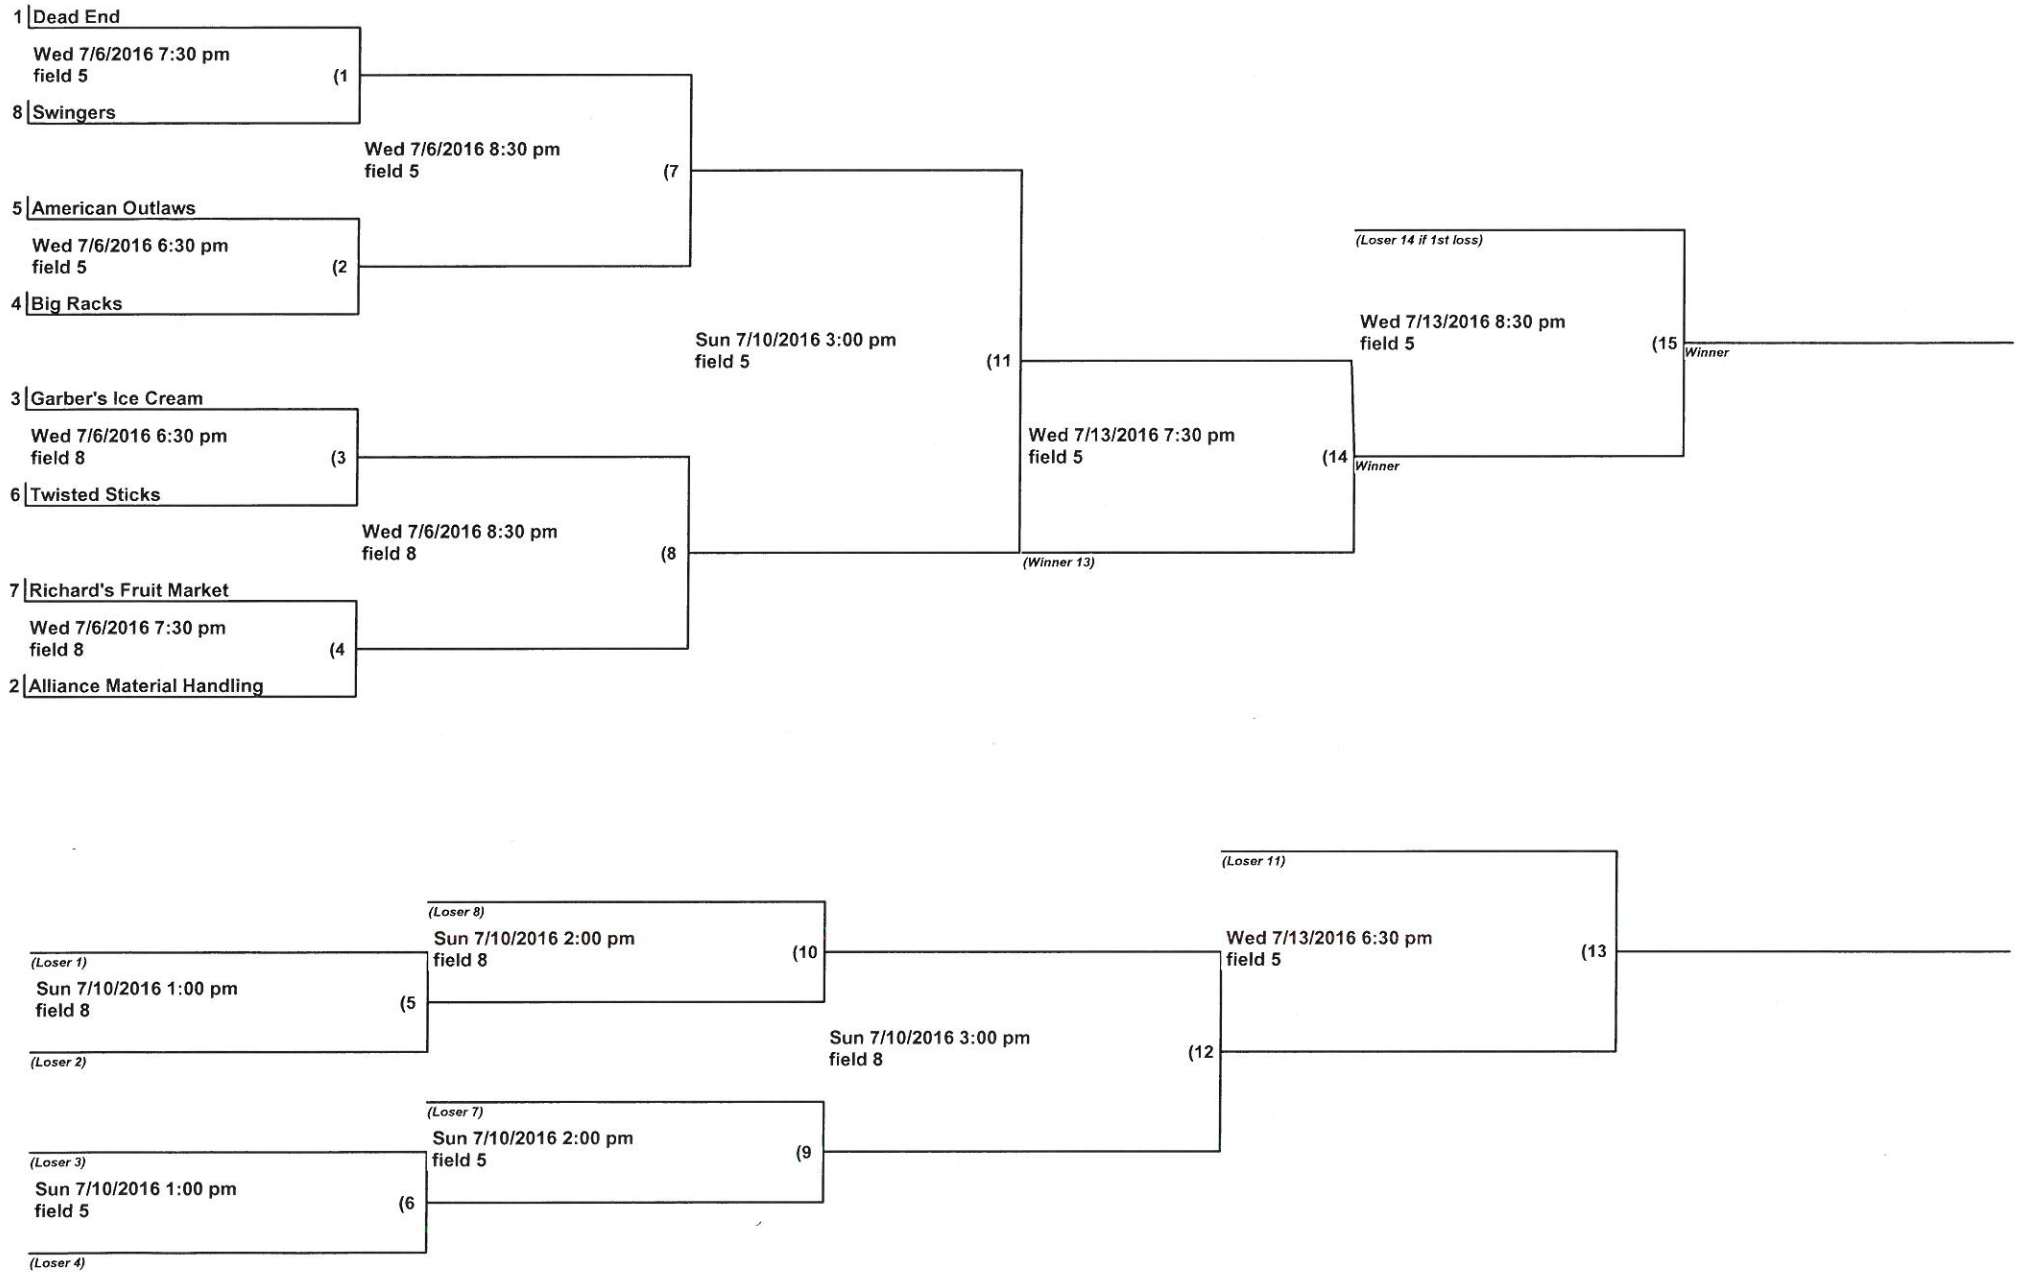 1 Dead End
Wed 7/6/2016 7:30 pm
field 5
(1
8 Swingers
Wed 7/6/2016 8:30 pm
field 5
(7
5 American Outlaws
Wed 7/6/2016 6:30 pm
field 5
(2
4 Big Racks
(Loser 14 if 1st loss)
Wed 7/13/2016 8:30 pm
field 5
(15
Winner
Sun 7/10/2016 3:00 pm
field 5
(11
3 Garber's Ice Cream
Wed 7/6/2016 6:30 pm
field 8
(3
6 Twisted Sticks
Wed 7/13/2016 7:30 pm
field 5
(14
Winner
Wed 7/6/2016 8:30 pm
field 8
(8
(Winner 13)
7 Richard's Fruit Market
Wed 7/6/2016 7:30 pm
field 8
(4
2 Alliance Material Handling
(Loser 11)
(Loser 8)
Sun 7/10/2016 2:00 pm
field 8
(10
Wed 7/13/2016 6:30 pm
field 5
(13
(Loser 1)
Sun 7/10/2016 1:00 pm
field 8
(5
(Loser 2)
Sun 7/10/2016 3:00 pm
field 8
(12
(Loser 7)
Sun 7/10/2016 2:00 pm
field 5
(9
(Loser 3)
Sun 7/10/2016 1:00 pm
field 5
(6
(Loser 4)